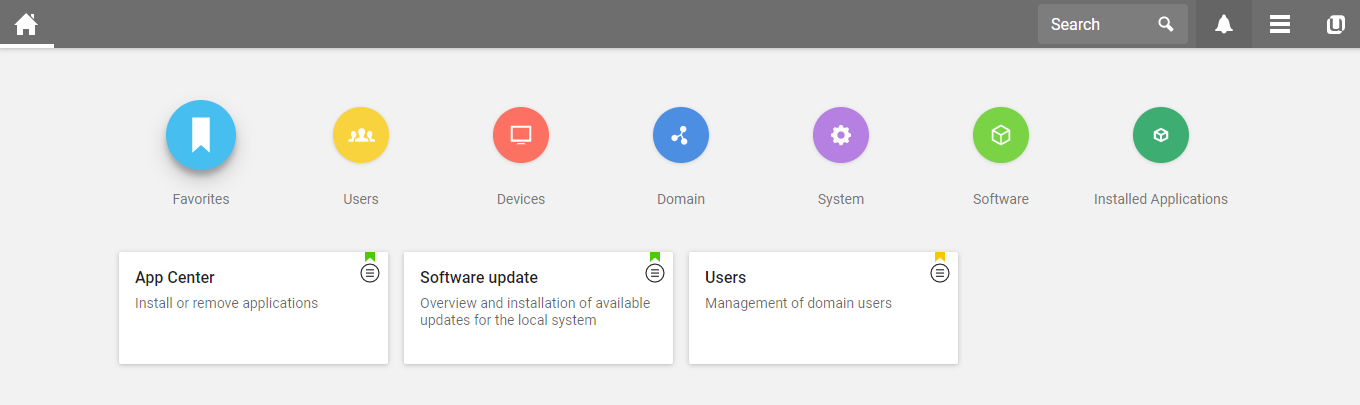 Search
Favorites
Users
Devices
Domain
System
Software
Installed Applications
App Center
Install or remove applications
Software update
Overview and installation of available
updates for the local system
Users
Management of domain users